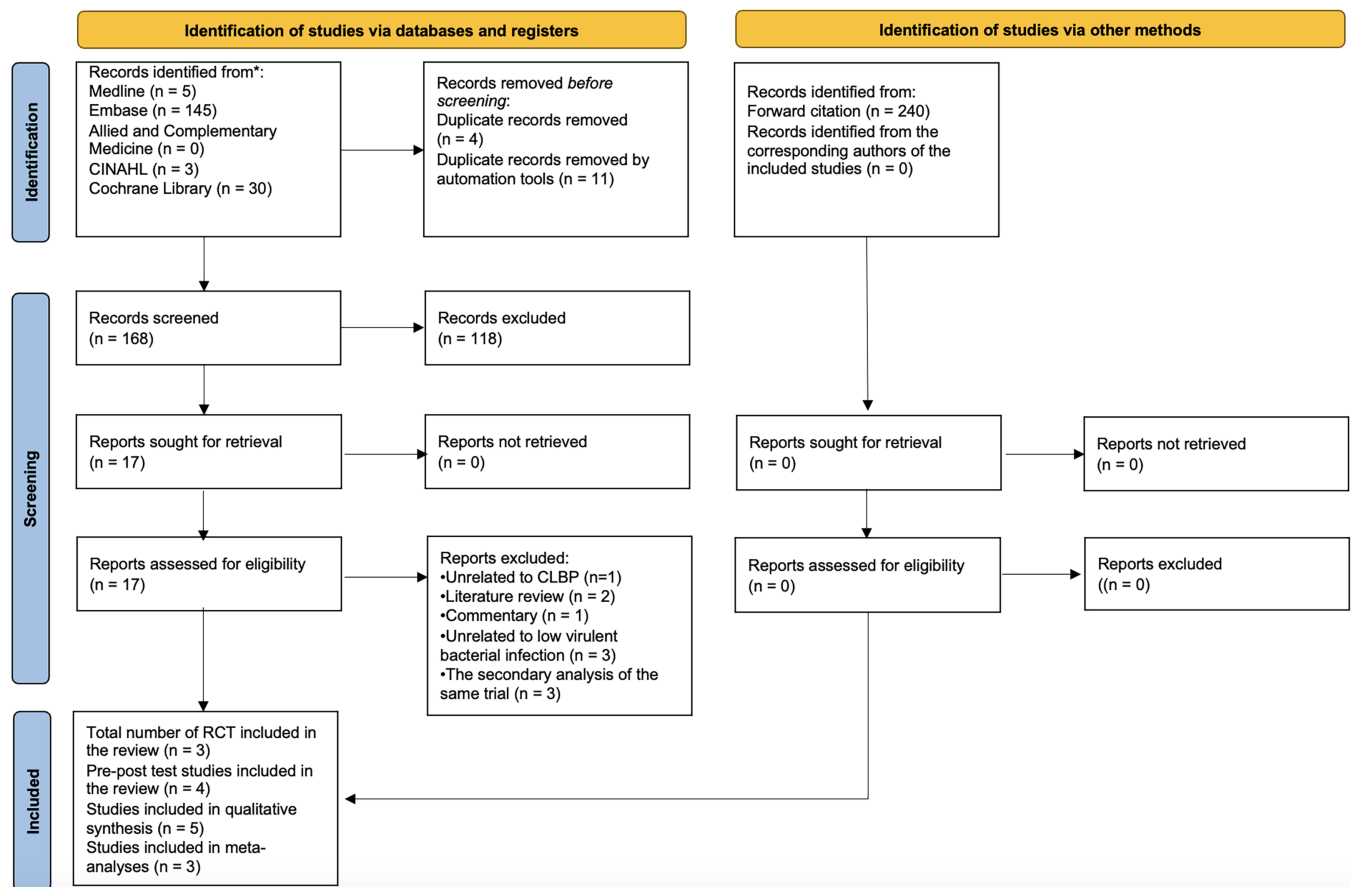 Identification of studies via databases and registers
Identification of studies via other methods
Identification
Records identified from*:
Medline (n = 5)
Embase (n = 145)
Allied and Complementary
Medicine (n = 0)
CINAHL (n = 3)
Cochrane Library (n = 30)
Records removed before
screening:
Duplicate records removed
(n = 4)
Duplicate records removed by
automation tools (n = 11)
Records identified from:
Forward citation (n = 240)
Records identified from the
corresponding authors of the
included studies (n = 0)
Screening
Records screened
(n = 168)
Records excluded
(n = 118)
Reports sought for retrieval
(n = 17)
Reports not retrieved
(n = 0)
Reports sought for retrieval
(n = 0)
Reports not retrieved
(n = 0)
Reports assessed for eligibility
(n = 17)
Reports excluded:
•Unrelated to CLBP (n=1)
•Literature review (n = 2)
•Commentary (n = 1)
•Unrelated to low virulent
bacterial infection (n = 3)
•The secondary analysis of the
same trial (n = 3)
Reports assessed for eligibility
(n = 0)
Reports excluded
((n = 0)
Included
Total number of RCT included in
the review (n = 3)
Pre-post test studies included in
the review (n = 4)
Studies included in qualitative
synthesis (n = 5)
Studies included in meta-
analyses (n = 3)